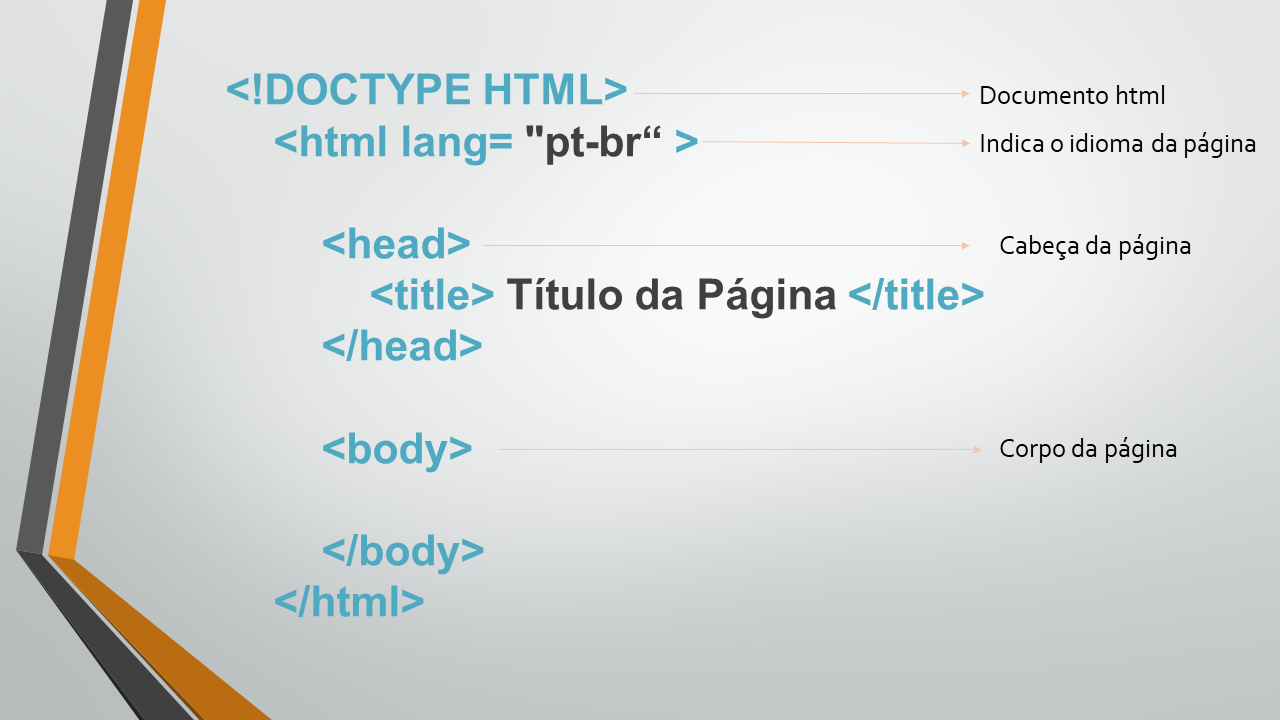 <!DOCTYPE HTML> Documento html
<html lang= "pt-br“ > Indica o idioma da página
<head> Cabeça da página
<title> Título da Página </title>
</head>
<body> Corpo da página
</body>
</html>